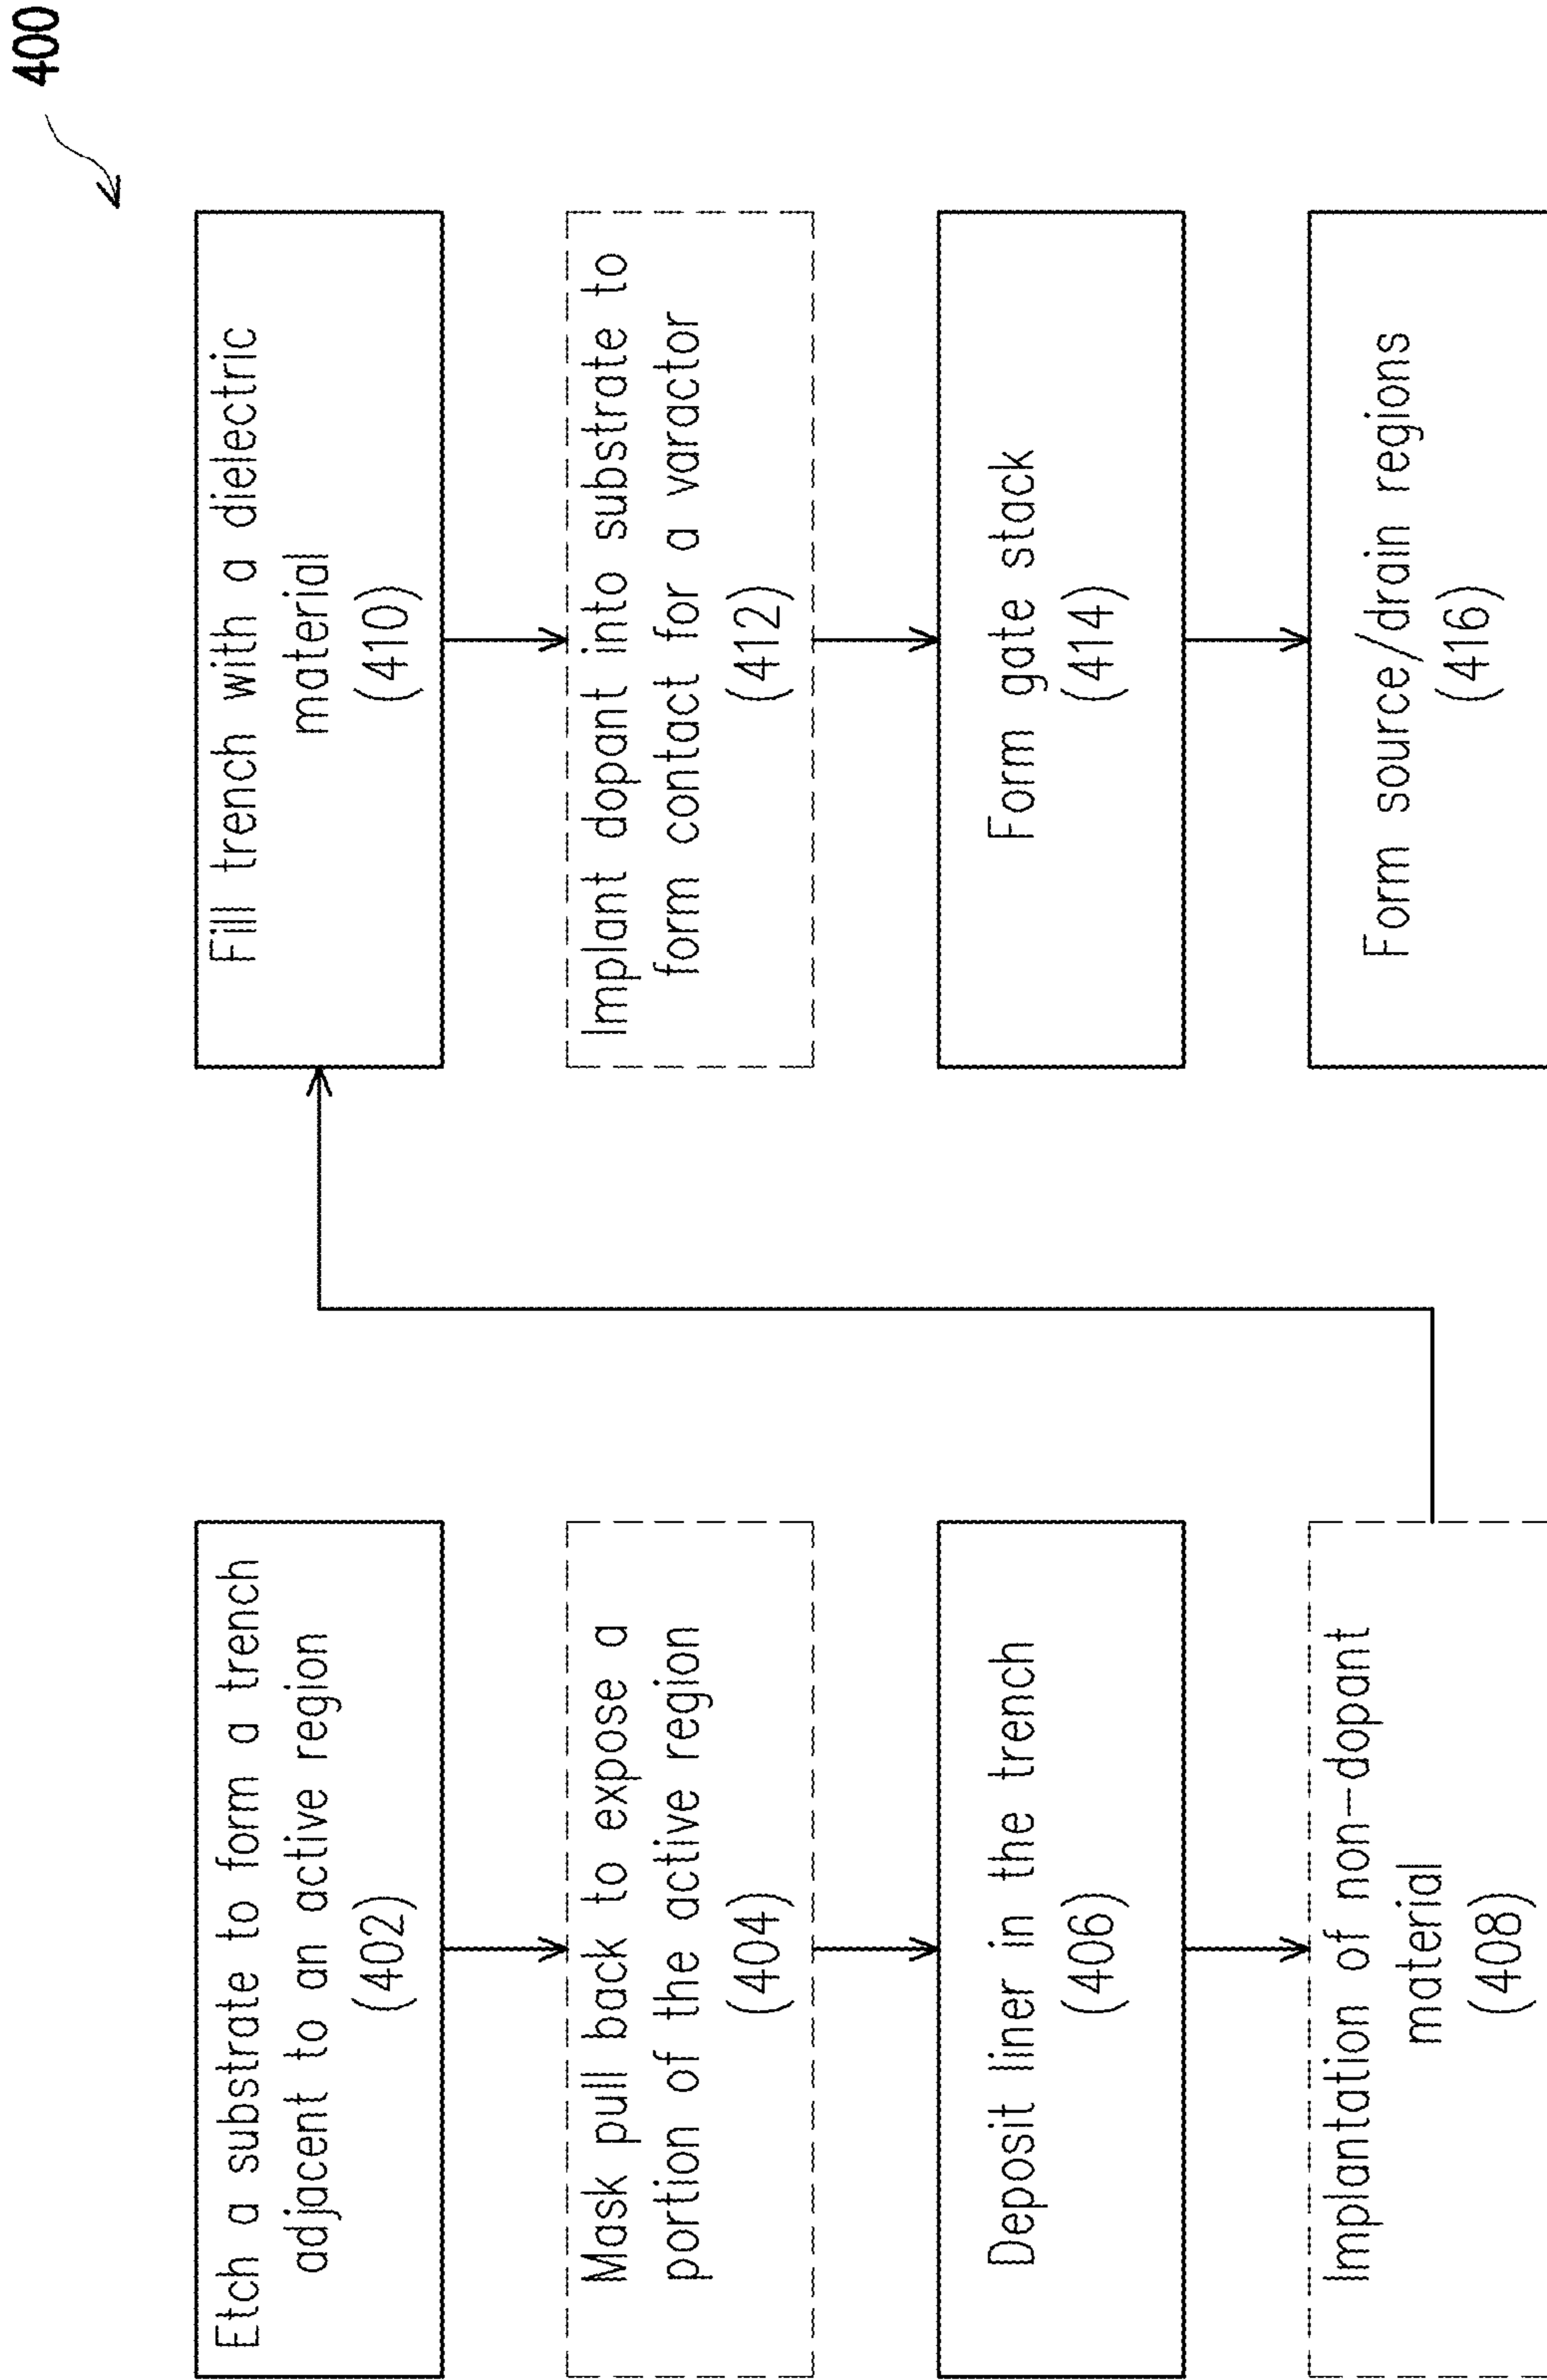 400
Etch a substrate to form a trench
adjacent to an active region
(402)
Mask pull back to expose a
portion of the active region
(404)
Deposit liner in the trench
(406)
Implantation of non-dopant
material
(408)
Fill trench with a dielectric
material
(410)
Implant dopant into substrate to
form contact for a varactor
(412)
Form gate stack
(414)
Form source/drain regions
(416)